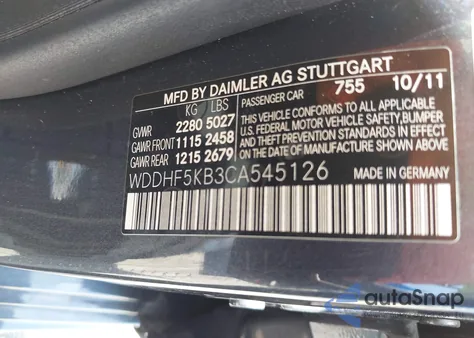 MFD BY DAIMLER AG STUTTGART
755 10/11
KG LBS
GVWR 2280 5027
GAWR FRONT 1115 2458
GAWR REAR 1215 2679
PASSENGER CAR
THIS VEHICLE CONFORMS TO ALL APPLICABLE
U.S. FEDERAL MOTOR VEHICLE SAFETY, BUMPER
AND THEFT PREVENTION STANDARDS IN EFFECT
ON THE DATE OF MANUFACTURE SHOWN ABOVE.
WDDHF5KB3CA545126
MADE IN GERMANY
autoSnap